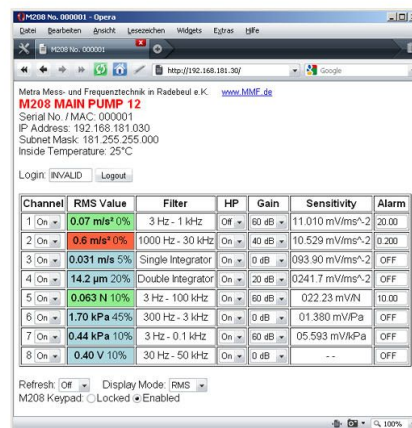 M208 No. 000001 - Opera
Datei Bearbeiten Ansicht Lesezeichen Widgets Extras Hilfe
M208 No. 000001
http://192.168.181.30/ Google
Metra Mess- und Frequenztechnik in Radebeul e.K. www.MMF.de
M208 MAIN PUMP 12
Serial No. / MAC: 000001
IP Address: 192.168.181.030
Subnet Mask: 181.255.255.000
Inside Temperature: 25°C
Login: INVALID Logout
Channel RMS Value Filter HP Gain Sensitivity Alarm
1 On 0.07 m/s² 0% 3 Hz - 1 kHz Off 60 dB 11.010 mV/ms^-2 20.00
2 On 0.6 m/s² 0% 1000 Hz - 30 kHz On 40 dB 10.529 mV/ms^-2 0.200
3 On 0.031 m/s 5% Single Integrator On 0 dB 093.90 mV/ms^-2 OFF
4 On 14.2 µm 20% Double Integrator On 20 dB 0241.7 mV/ms^-2 OFF
5 On 0.063 N 10% 3 Hz - 100 kHz On 60 dB 022.23 mV/N 10.00
6 On 1.70 kPa 45% 300 Hz - 3 kHz On 0 dB 01.380 mV/Pa OFF
7 On 0.44 kPa 10% 3 Hz - 0.1 kHz On 60 dB 05.593 mV/kPa OFF
8 On 0.40 V 10% 30 Hz - 50 kHz On 0 dB - - OFF
Refresh: Off Display Mode: RMS
M208 Keypad: Locked Enabled
100%